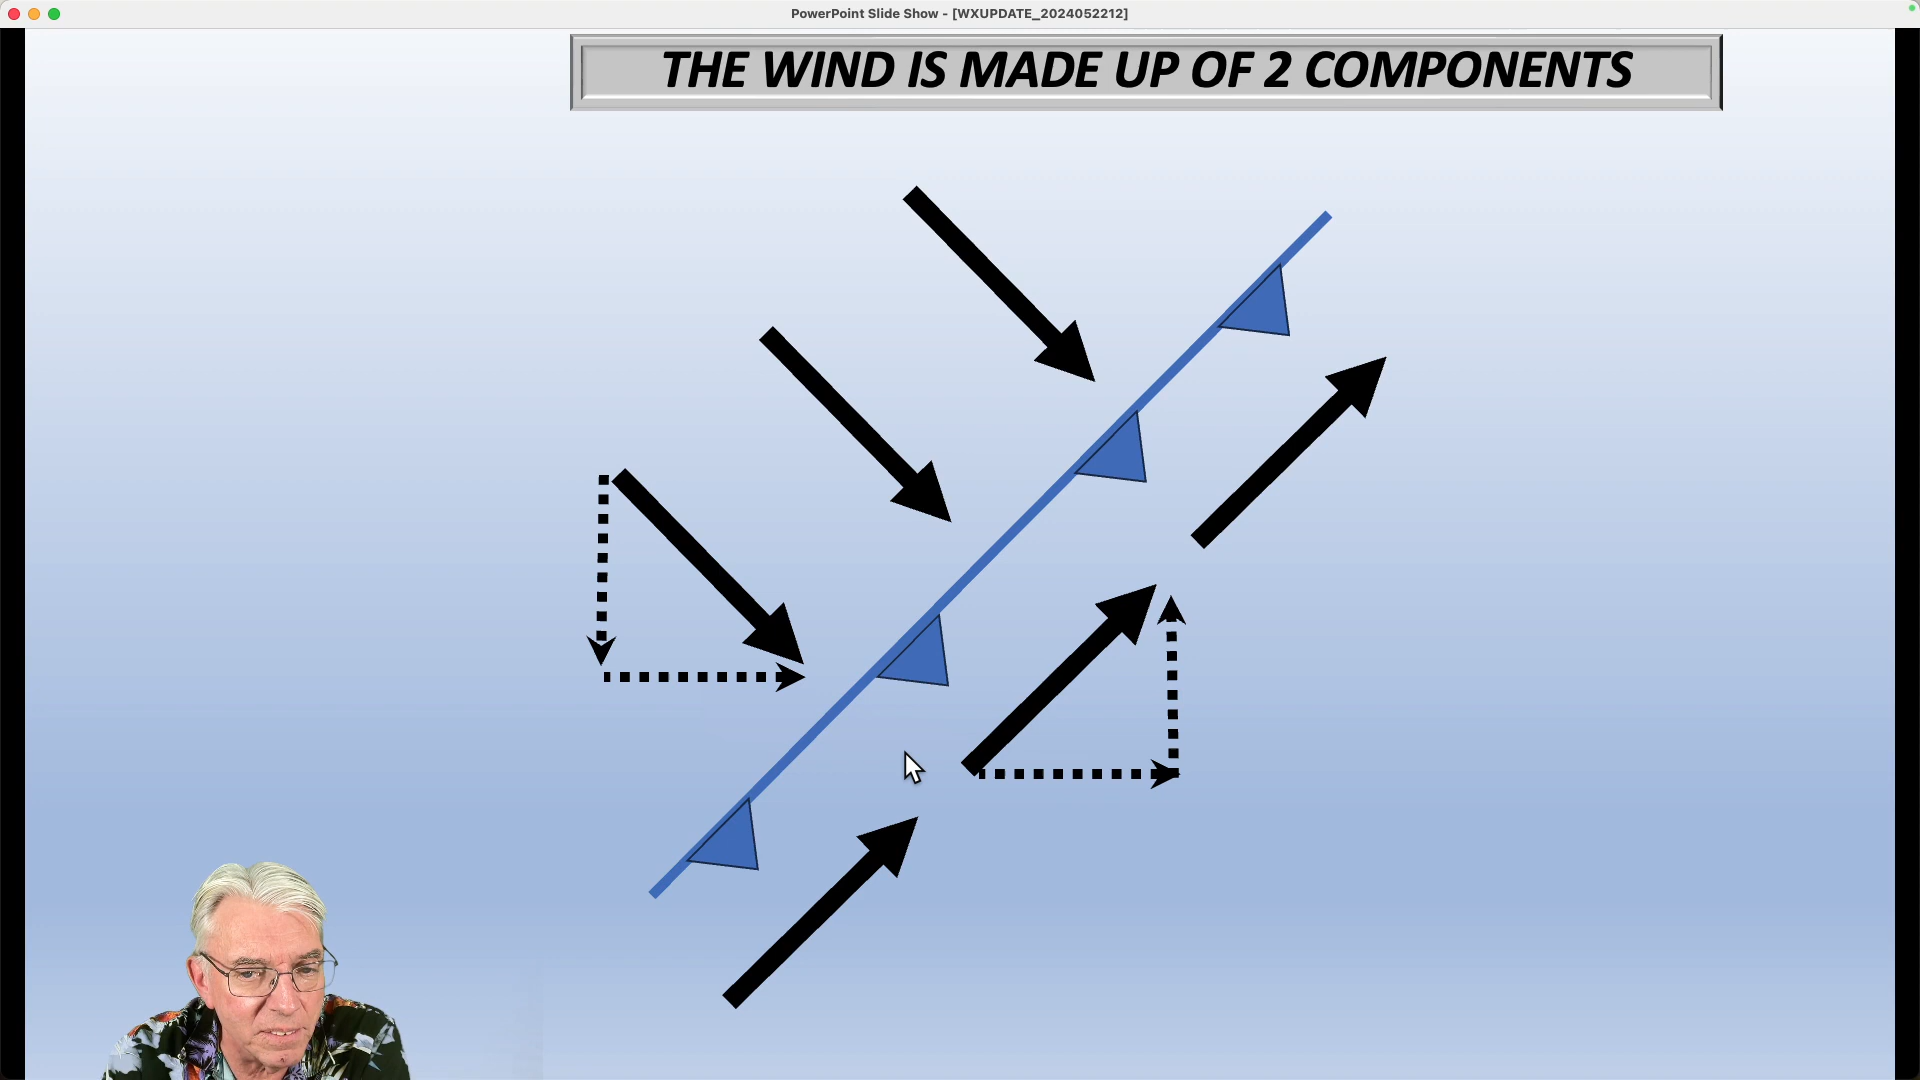 PowerPoint Slide Show - [WXUPDATE_2024052212]
THE WIND IS MADE UP OF 2 COMPONENTS